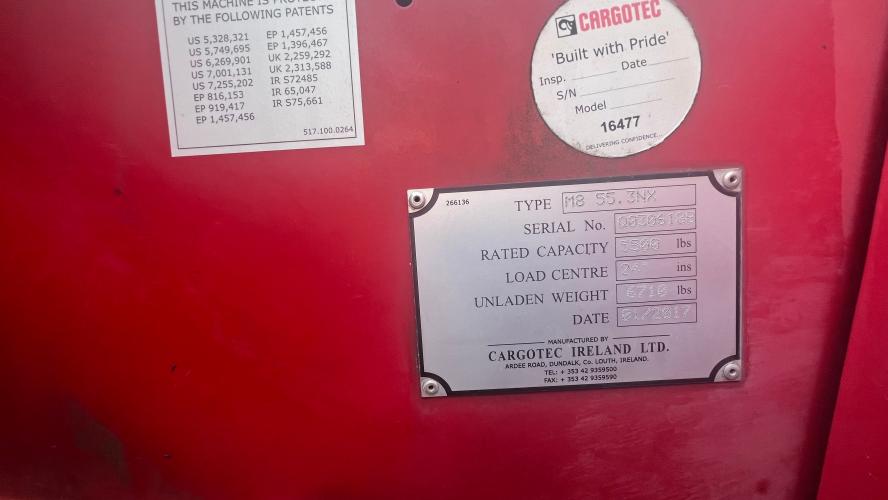 THIS MACHINE IS
BY THE FOLLOWING PATENTS
US 5,328,321 EP 1,457,456
US 5,749,695 EP 1,396,467
US 6,269,901 UK 2,259,292
US 7,001,131 UK 2,313,588
US 7,255,202 IR S72485
EP 816,153 IR 65,047
EP 919,417 IR S75,661
EP 1,457,456
517.100.0264
CARGOTEC
'Built with Pride'
Insp. Date
S/N
Model
16477
DELIVERING CONFIDENCE
266136
TYPE M8 55.3NX
SERIAL No.
RATED CAPACITY 5500 lbs
LOAD CENTRE 24" ins
UNLADEN WEIGHT 6710 lbs
DATE 01/2017
MANUFACTURED BY
CARGOTEC IRELAND LTD.
ARDEE ROAD, DUNDALK, Co. LOUTH, IRELAND.
TEL: + 353 42 9359500
FAX: + 353 42 9359590